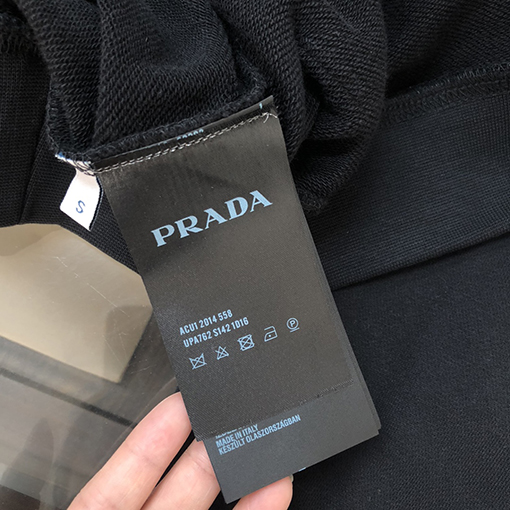 S
PRADA
ACU1 2014 558
UPA762 S142 1D16
MADE IN ITALY
KÉSZÜLT OLASZORSZÁGBAN